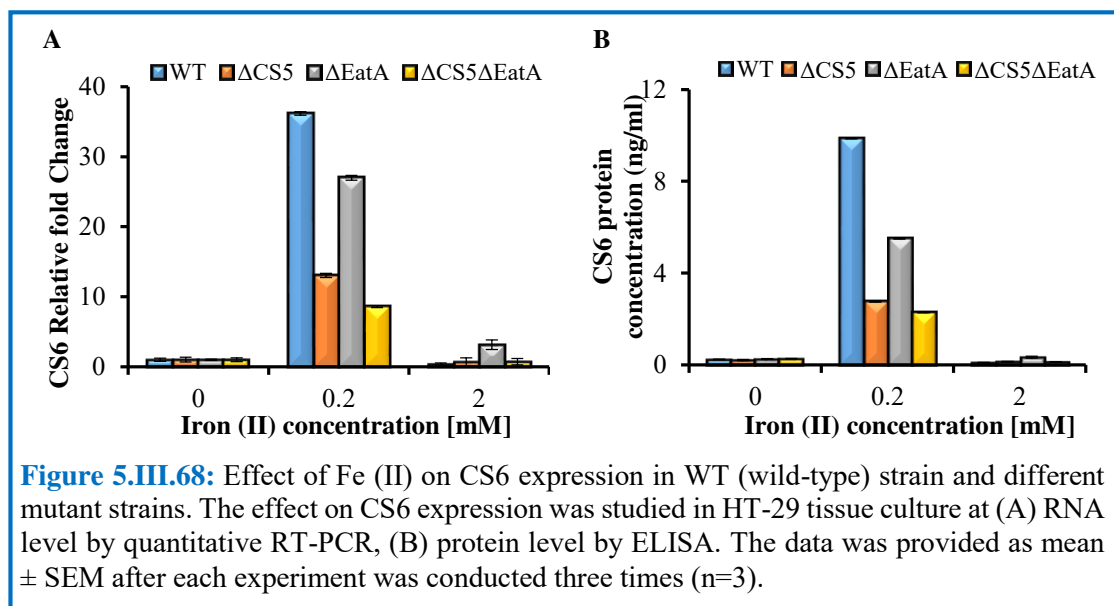 A
B
WT ΔCS5 ΔEatA ΔCS5ΔEatA
WT ΔCS5 ΔEatA ΔCS5ΔEatA
CS6 Relative fold Change
40
30
20
10
0
0 0.2 2
Iron (II) concentration [mM]
CS6 protein
concentration (ng/ml)
12
8
4
0
0 0.2 2
Iron (II) concentration [mM]
Figure 5.III.68: Effect of Fe (II) on CS6 expression in WT (wild-type) strain and different
mutant strains. The effect on CS6 expression was studied in HT-29 tissue culture at (A) RNA
level by quantitative RT-PCR, (B) protein level by ELISA. The data was provided as mean
± SEM after each experiment was conducted three times (n=3).